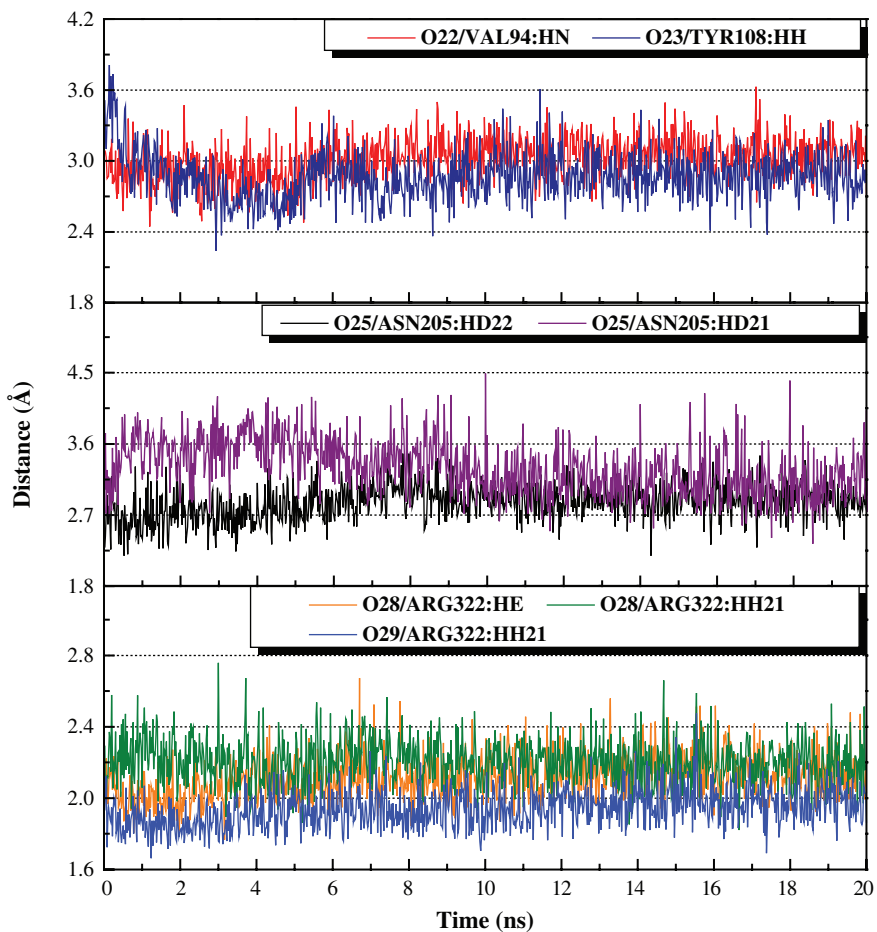 4.2
O22/VAL94:HN O23/TYR108:HH
3.6
3.0
2.4
1.8
O25/ASN205:HD22 O25/ASN205:HD21
4.5
3.6
2.7
1.8
Distance (Å)
O28/ARG322:HE O28/ARG322:HH21
O29/ARG322:HH21
2.8
2.4
2.0
1.6
0 2 4 6 8 10 12 14 16 18 20
Time (ns)